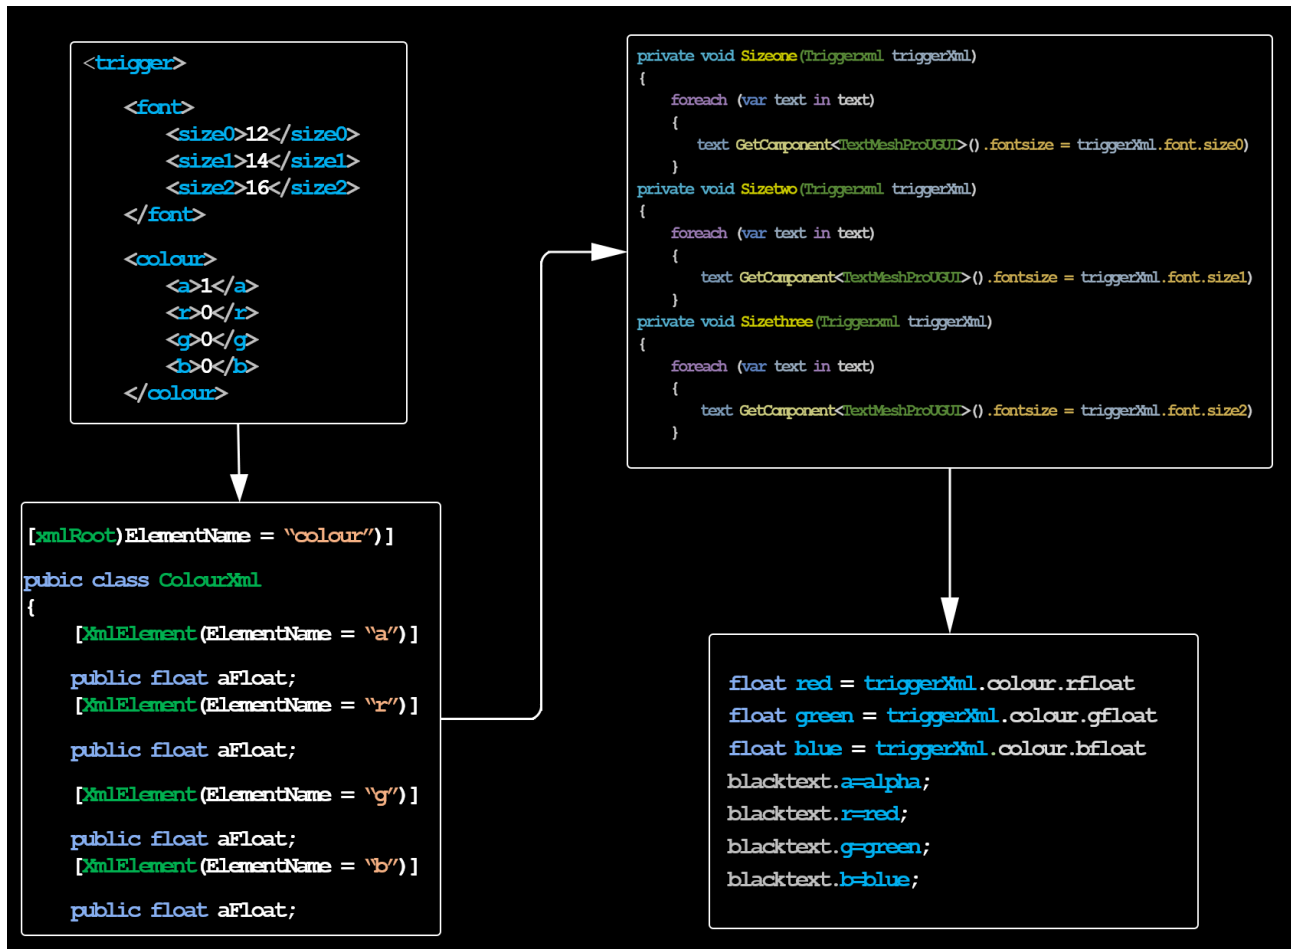 <trigger>
<font>
<size0>12</size0>
<size1>14</size1>
<size2>16</size2>
</font>
<colour>
<a>1</a>
<r>0</r>
<g>0</g>
<b>0</b>
</colour>
[xmlRoot)ElementName = “colour”)]
pubic class ColourXml
{
[XmlElement(ElementName = “a”)]
public float aFloat;
[XmlElement(ElementName = “r”)]
public float aFloat;
[XmlElement(ElementName = “g”)]
public float aFloat;
[XmlElement(ElementName = “b”)]
public float aFloat;
private void Sizeone(Triggerxml triggerXml)
{
foreach (var text in text)
{
text GetComponent<TextMeshProUGUI>().fontsize = triggerXml.font.size0)
}
private void Sizetwo(Triggerxml triggerXml)
{
foreach (var text in text)
{
text GetComponent<TextMeshProUGUI>().fontsize = triggerXml.font.size1)
}
private void Sizethree(Triggerxml triggerXml)
{
foreach (var text in text)
{
text GetComponent<TextMeshProUGUI>().fontsize = triggerXml.font.size2)
}
float red = triggerXml.colour.rfloat
float green = triggerXml.colour.gfloat
float blue = triggerXml.colour.bfloat
blacktext.a=alpha;
blacktext.r=red;
blacktext.g=green;
blacktext.b=blue;